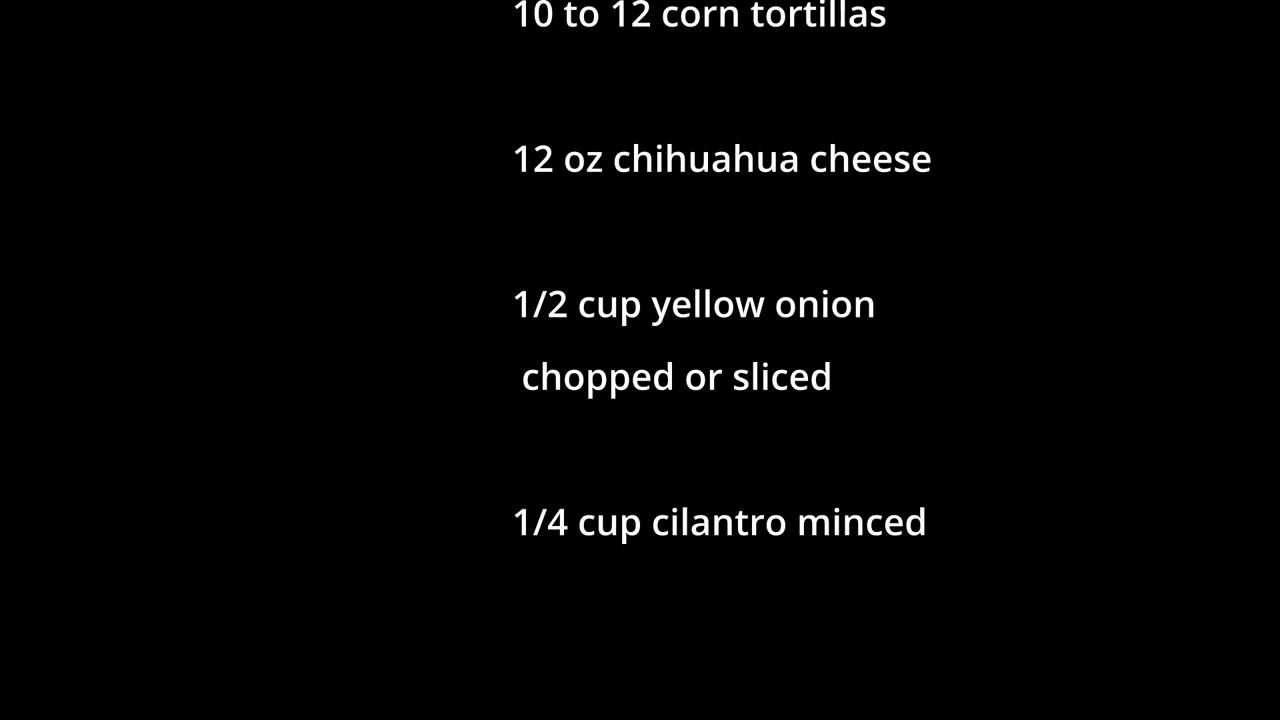 10 to 12 corn tortillas
12 oz chihuahua cheese
1/2 cup yellow onion
chopped or sliced
1/4 cup cilantro minced